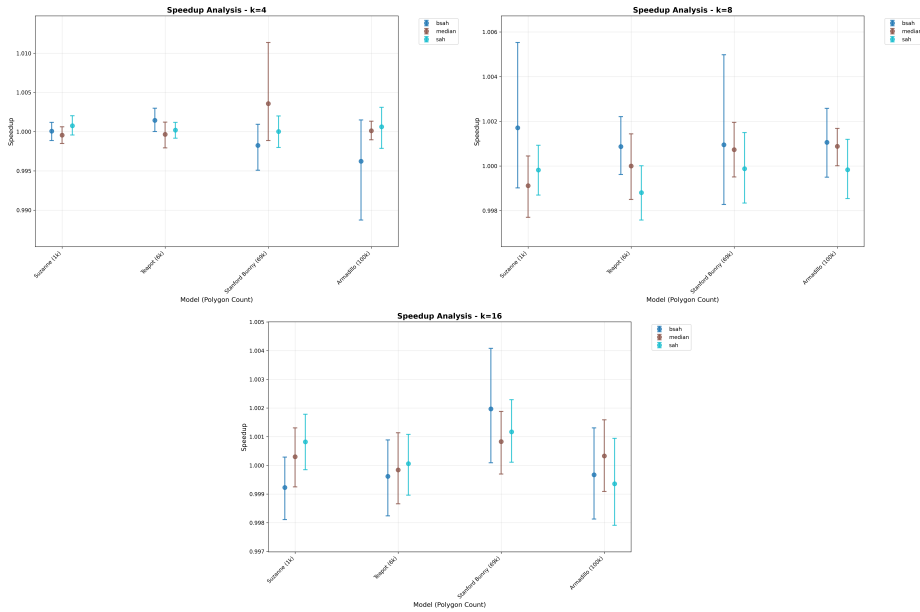 Speedup Analysis - k=4
bsah
median
sah
1.010
1.005
1.000
0.995
0.990
Speedup
Suzanne (1k)
Teapot (6k)
Stanford Bunny (69k)
Armadillo (100k)
Model (Polygon Count)
Speedup Analysis - k=8
bsah
median
sah
1.006
1.004
1.002
1.000
0.998
Speedup
Suzanne (1k)
Teapot (6k)
Stanford Bunny (69k)
Armadillo (100k)
Model (Polygon Count)
Speedup Analysis - k=16
bsah
median
sah
1.005
1.004
1.003
1.002
1.001
1.000
0.999
0.998
0.997
Speedup
Suzanne (1k)
Teapot (6k)
Stanford Bunny (69k)
Armadillo (100k)
Model (Polygon Count)